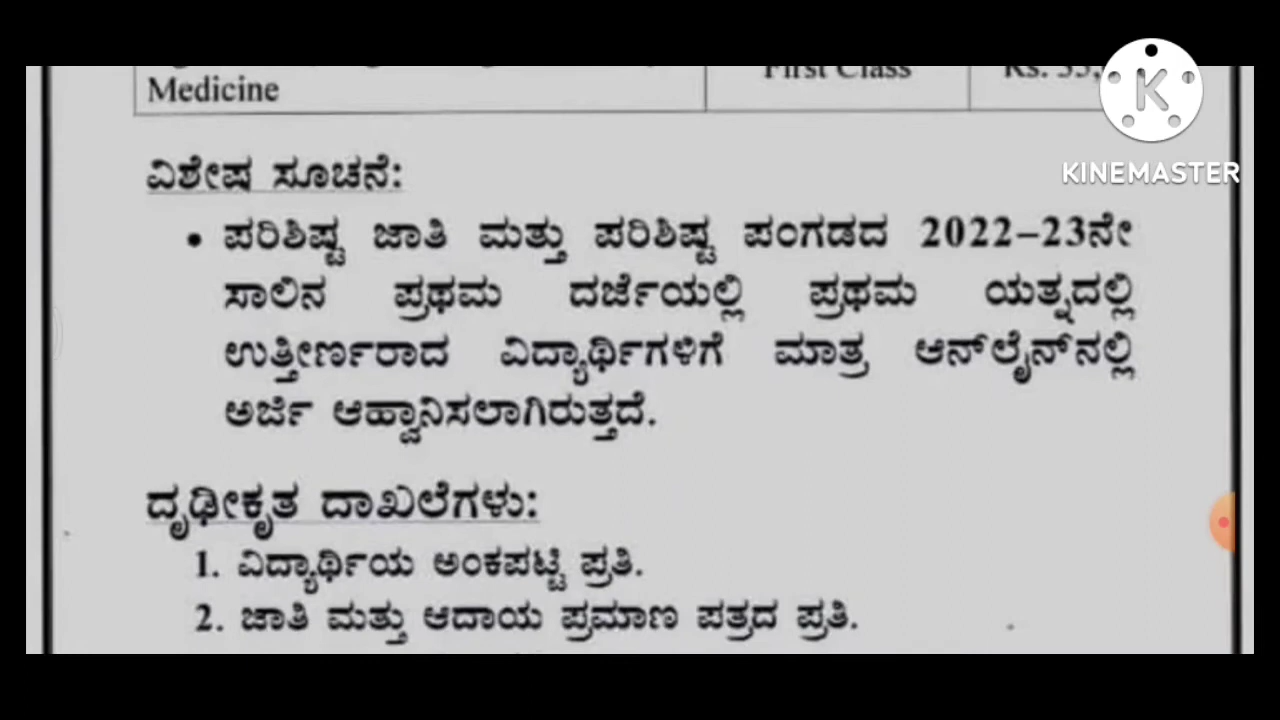 First Class
Medicine
KINEMASTER
ವಿಶೇಷ ಸೂಚನೆ:
• ಪರಿಶಿಷ್ಟ ಜಾತಿ ಮತ್ತು ಪರಿಶಿಷ್ಟ ಪಂಗಡದ 2022-23ನೇ
ಸಾಲಿನ ಪ್ರಥಮ ದರ್ಜೆಯಲ್ಲಿ ಪ್ರಥಮ ಯತ್ನದಲ್ಲಿ
ಉತ್ತೀರ್ಣರಾದ ವಿದ್ಯಾರ್ಥಿಗಳಿಗೆ ಮಾತ್ರ ಆನ್‌ಲೈನ್‌ನಲ್ಲಿ
ಅರ್ಜಿ ಆಹ್ವಾನಿಸಲಾಗಿರುತ್ತದೆ.
ದೃಢೀಕೃತ ದಾಖಲೆಗಳು:
1. ವಿದ್ಯಾರ್ಥಿಯ ಅಂಕಪಟ್ಟಿ ಪ್ರತಿ.
2. ಜಾತಿ ಮತ್ತು ಆದಾಯ ಪ್ರಮಾಣ ಪತ್ರದ ಪ್ರತಿ.